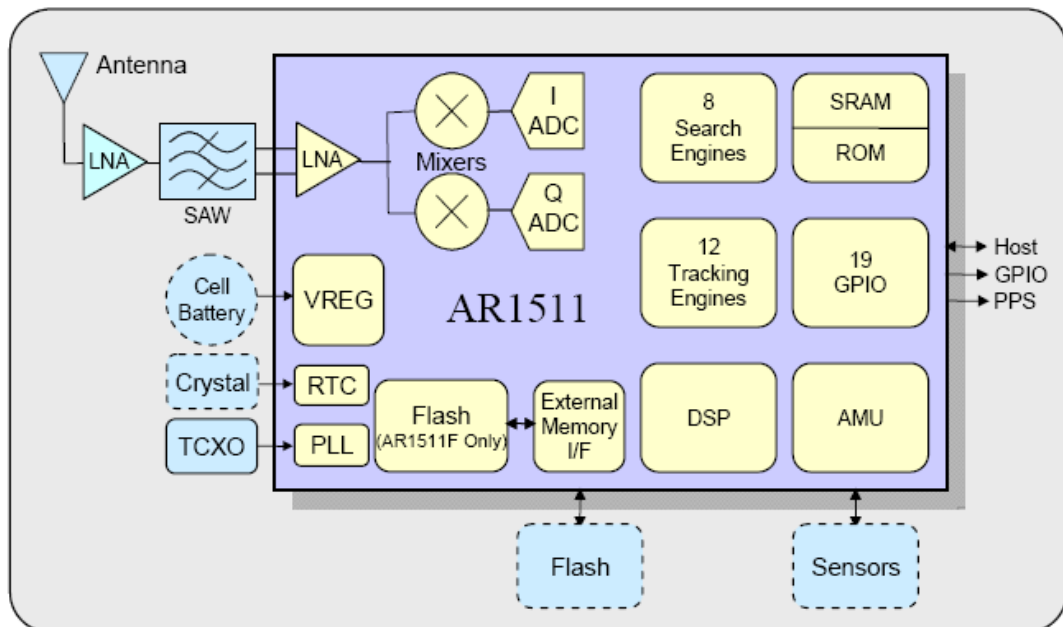 Antenna
LNA
SAW
LNA
Mixers
I
ADC
Q
ADC
8
Search
Engines
SRAM
ROM
12
Tracking
Engines
19
GPIO
Host
GPIO
PPS
Cell
Battery
VREG
AR1511
Crystal
RTC
TCXO
PLL
Flash
(AR1511F Only)
External
Memory
I/F
DSP
AMU
Flash
Sensors